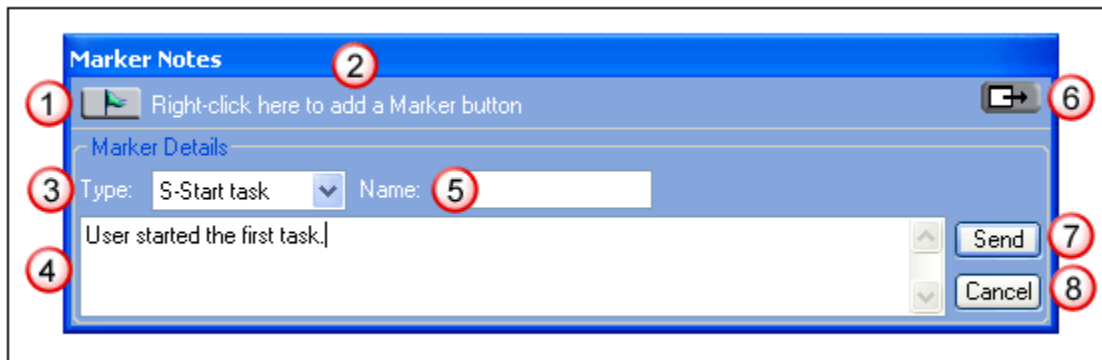 Marker Notes
2
1
Right-click here to add a Marker button
6
Marker Details
3
Type:
S-Start task
Name:
5
User started the first task.
Send
7
4
Cancel
8